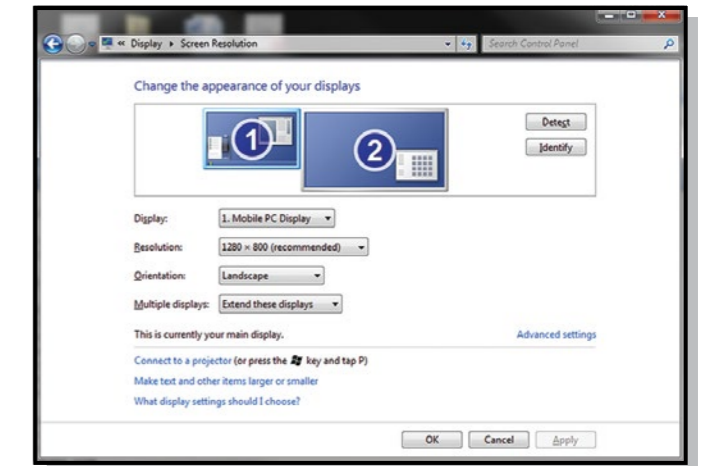 « Display ▸ Screen Resolution
Search Control Panel
Change the appearance of your displays
1
2
Detect
Identify
Display:
1. Mobile PC Display
Resolution:
1280 × 800 (recommended)
Orientation:
Landscape
Multiple displays:
Extend these displays
This is currently your main display.
Advanced settings
Connect to a projector (or press the key and tap P)
Make text and other items larger or smaller
What display settings should I choose?
OK
Cancel
Apply